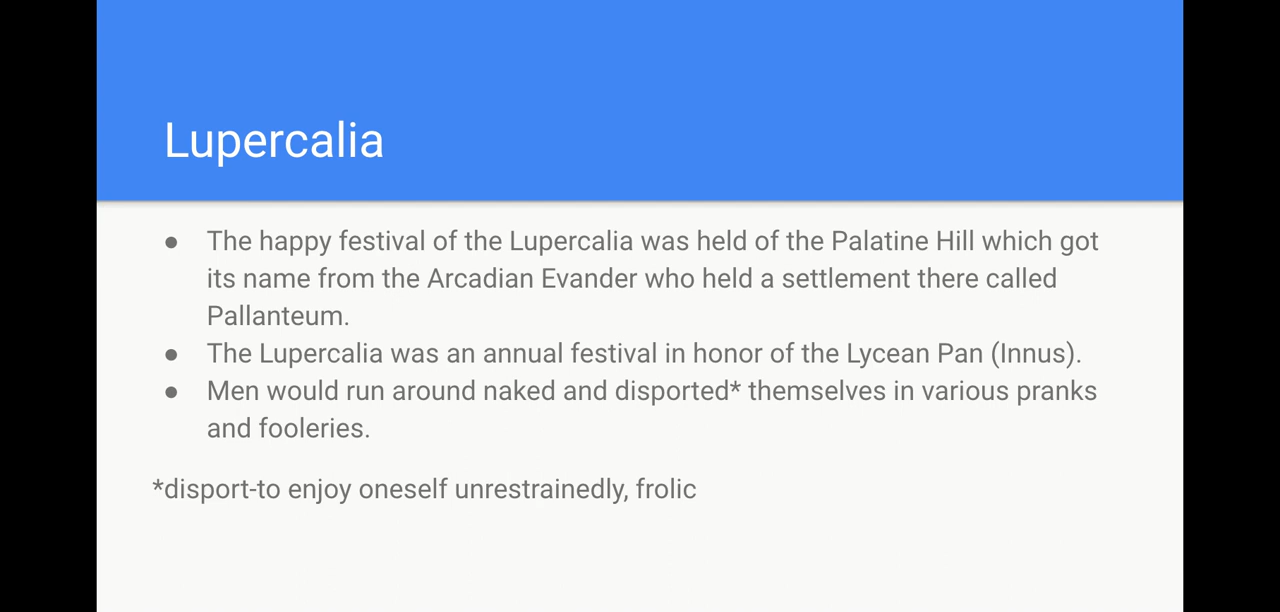 Lupercalia
● The happy festival of the Lupercalia was held of the Palatine Hill which got
its name from the Arcadian Evander who held a settlement there called
Pallanteum.
● The Lupercalia was an annual festival in honor of the Lycean Pan (Innus).
● Men would run around naked and disported* themselves in various pranks
and fooleries.
*disport-to enjoy oneself unrestrainedly, frolic